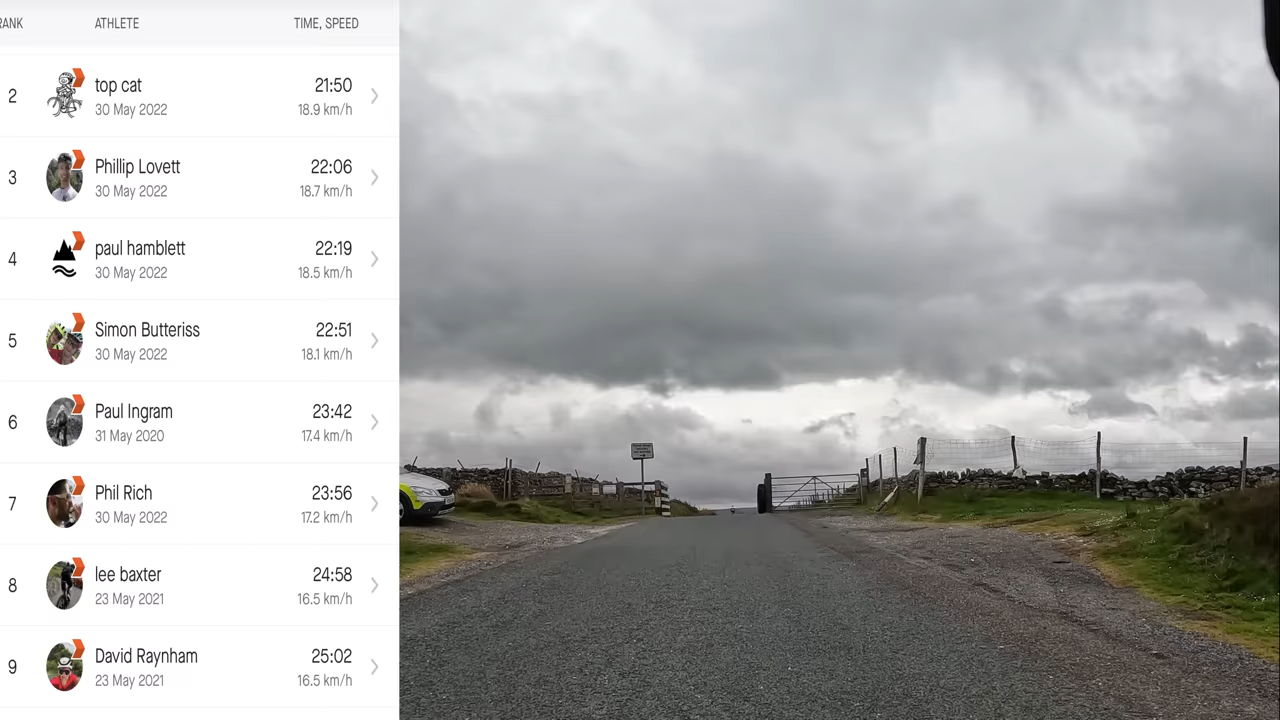 RANK ATHLETE TIME, SPEED
2 top cat 21:50
30 May 2022 18.9 km/h
3 Phillip Lovett 22:06
30 May 2022 18.7 km/h
4 paul hamblett 22:19
30 May 2022 18.5 km/h
5 Simon Butteriss 22:51
30 May 2022 18.1 km/h
6 Paul Ingram 23:42
31 May 2020 17.4 km/h
7 Phil Rich 23:56
30 May 2022 17.2 km/h
8 lee baxter 24:58
23 May 2021 16.5 km/h
9 David Raynham 25:02
23 May 2021 16.5 km/h